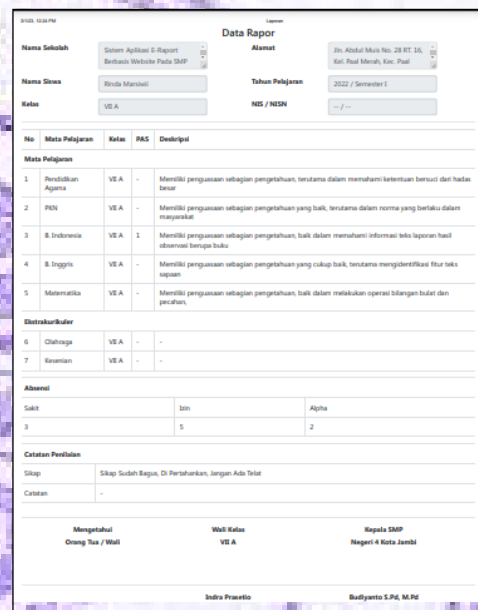 5/1/23, 12:24 PM Laporan
Data Rapor
Nama Sekolah Sistem Aplikasi E-Raport Berbasis Website Pada SMP Alamat Jln. Abdul Muis No. 28 RT. 16, Kel. Paal Merah, Kec. Paal
Nama Siswa Rinda Marsiwi Tahun Pelajaran 2022 / Semester I
Kelas VII A NIS / NISN -- / --
No Mata Pelajaran Kelas PAS Deskripsi
Mata Pelajaran
1 Pendidikan Agama VII A - Memiliki penguasaan sebagian pengetahuan, terutama dalam memahami ketentuan bersuci dari hadas besar
2 PKN VII A - Memiliki penguasaan sebagian pengetahuan yang baik, terutama dalam norma yang berlaku dalam masyarakat
3 B. Indonesia VII A 1 Memiliki penguasaan sebagian pengetahuan, baik dalam memahami informasi teks laporan hasil observasi berupa buku
4 B. Inggris VII A - Memiliki penguasaan sebagian pengetahuan yang cukup baik, terutama mengidentifikasi fitur teks sapaan
5 Matematika VII A - Memiliki penguasaan sebagian pengetahuan, baik dalam melakukan operasi bilangan bulat dan pecahan,
Ekstrakurikuler
6 Olahraga VII A - -
7 Kesenian VII A - -
Absensi
Sakit Izin Alpha
3 5 2
Catatan Penilaian
Sikap Sikap Sudah Bagus, Di Pertahankan, Jangan Ada Telat
Catatan -
Mengetahui Wali Kelas Kepala SMP
Orang Tua / Wali VII A Negeri 4 Kota Jambi
Indra Prasetio Budiyanto S.Pd, M.Pd